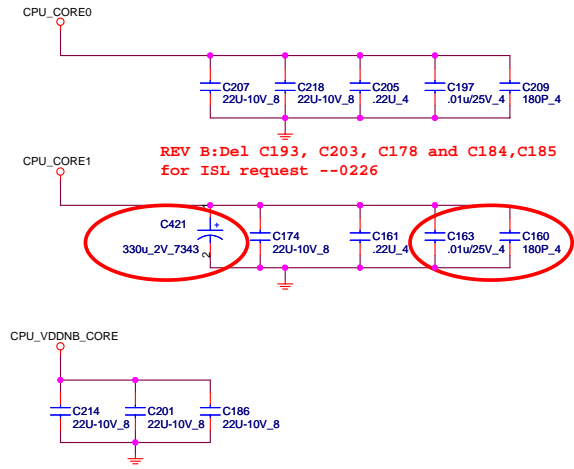 CPU_CORE0
C207 C218 C205 C197 C209
22U-10V_8 22U-10V_8 .22U_4 .01u/25V_4 180P_4
REV B:Del C193, C203, C178 and C184,C185
for ISL request --0226
CPU_CORE1
1
C421 +
C174 C161 C163 C160
330u_2V_7343 22U-10V_8 .22U_4 .01u/25V_4 180P_4
2
CPU_VDDNB_CORE
C214 C201 C186
22U-10V_8 22U-10V_8 22U-10V_8